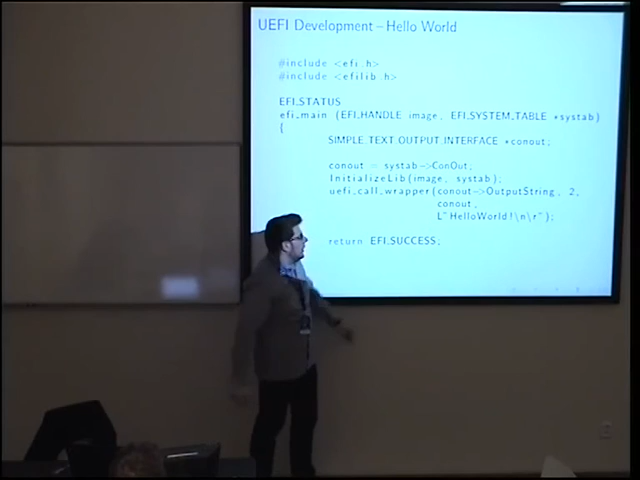 UEFI Development – Hello World
@include <efi.h>
@include <efilib.h>
EFI_STATUS
efi_main (EFI_HANDLE image, EFI_SYSTEM_TABLE *systab)
{
SIMPLE_TEXT_OUTPUT_INTERFACE *conout;
conout = systab->ConOut;
InitializeLib(image, systab);
uefi_call_wrapper(conout->OutputString, 2,
conout,
L"HelloWorld!\n\r");
return EFI_SUCCESS;